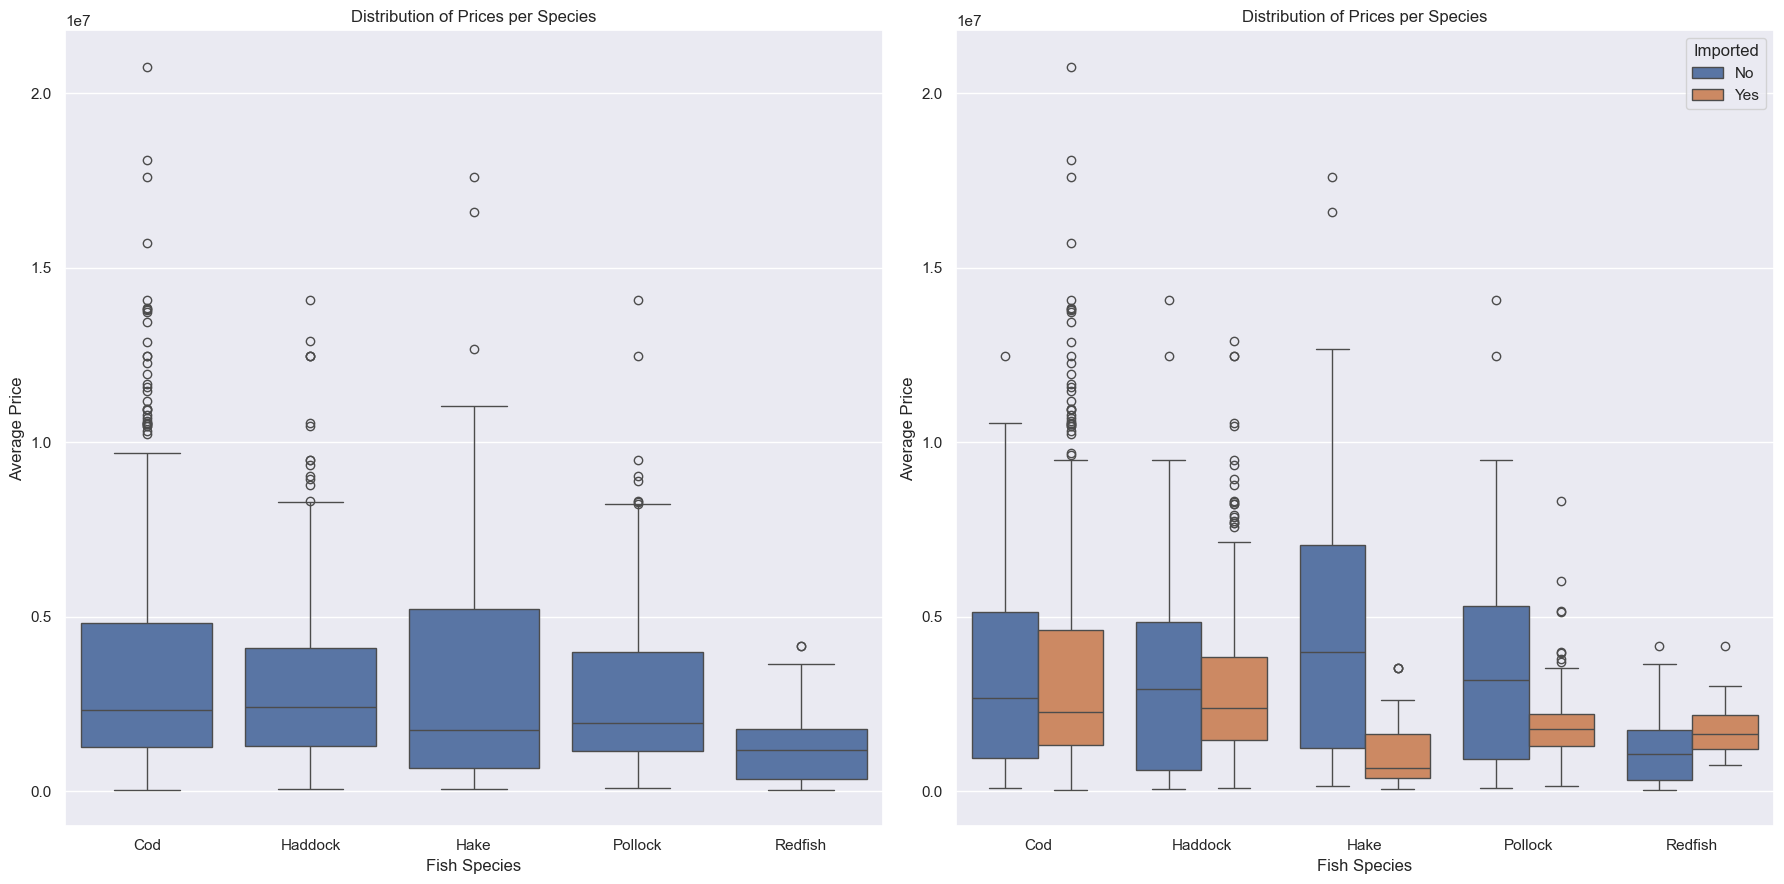 Distribution of Prices per Species
1e7
2.0
1.5
1.0
0.5
0.0
Average Price
Cod Haddock Hake Pollock Redfish
Fish Species
Distribution of Prices per Species
1e7
2.0
1.5
1.0
0.5
0.0
Average Price
Imported
No
Yes
Cod Haddock Hake Pollock Redfish
Fish Species